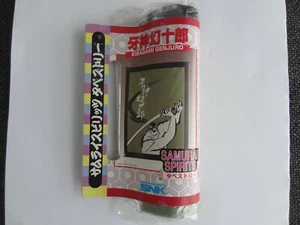 牙神幻十郎
KIBAGAMI GENJURO
サムライスピリッツ タペストリー
SAMURAI
SPIRITS
タペストリー
SNK